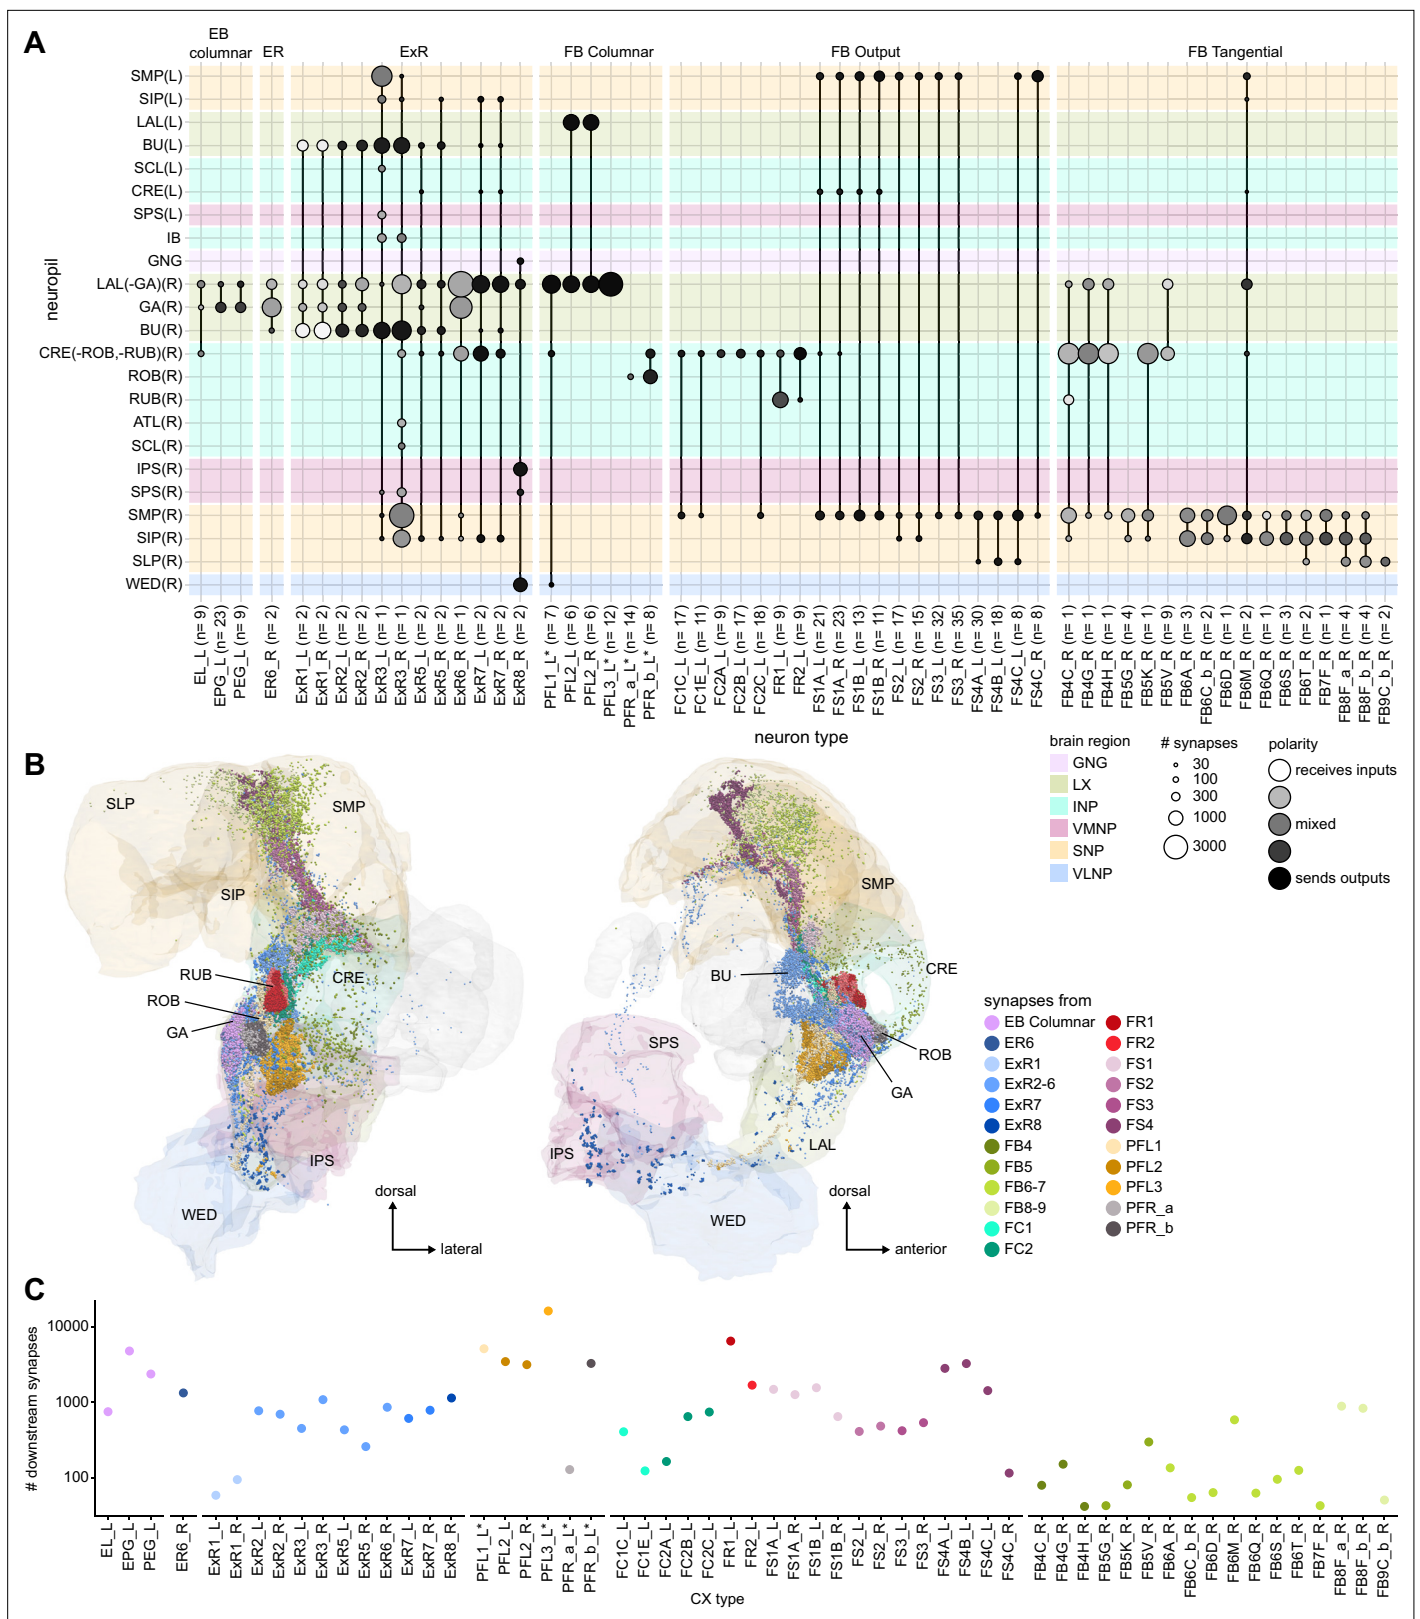 A
EB columnar
ER
ExR
FB Columnar
FB Output
FB Tangential
neuropil
SMP(L)
SIP(L)
LAL(L)
BU(L)
SCL(L)
CRE(L)
SPS(L)
IB
GNG
LAL(-GA)(R)
GA(R)
BU(R)
CRE(-ROB,-RUB)(R)
ROB(R)
RUB(R)
ATL(R)
SCL(R)
IPS(R)
SPS(R)
SMP(R)
SIP(R)
SLP(R)
WED(R)
EL_L (n= 9)
EPG_L (n= 23)
PEG_L (n= 9)
ER6_R (n= 2)
ExR1_L (n= 2)
ExR1_R (n= 2)
ExR2_L (n= 2)
ExR2_R (n= 2)
ExR3_L (n= 1)
ExR3_R (n= 1)
ExR5_L (n= 2)
ExR5_R (n= 2)
ExR6_R (n= 1)
ExR7_L (n= 2)
ExR7_R (n= 2)
ExR8_L (n= 2)
PFL1_L* (n= 7)
PFL2_L (n= 6)
PFL2_R (n= 6)
PFL3_L* (n= 12)
PFR_a_L* (n= 14)
PFR_b_L* (n= 8)
FC1C_L (n= 17)
FC1E_L (n= 11)
FC2A_L (n= 9)
FC2B_L (n= 17)
FC2C_L (n= 18)
FR1_L (n= 9)
FR2_L (n= 9)
FS1A_L (n= 21)
FS1A_R (n= 23)
FS1B_L (n= 13)
FS1B_R (n= 11)
FS2_L (n= 17)
FS2_R (n= 15)
FS3_L (n= 32)
FS3_R (n= 35)
FS4A_L (n= 30)
FS4B_L (n= 18)
FS4C_L (n= 8)
FS4C_R (n= 8)
FB4C_R (n= 1)
FB4G_R (n= 1)
FB4H_R (n= 1)
FB5G_R (n= 4)
FB5K_R (n= 1)
FB5V_R (n= 9)
FB6A_R (n= 3)
FB6C_b_R (n= 2)
FB6D_R (n= 1)
FB6M_R (n= 2)
FB6Q_R (n= 1)
FB6S_R (n= 3)
FB6T_R (n= 2)
FB7F_R (n= 1)
FB8F_a_R (n= 4)
FB8F_b_R (n= 4)
FB9C_b_R (n= 2)
neuron type
brain region
GNG
LX
INP
VMNP
SNP
VLNP
# synapses
30
100
300
1000
3000
polarity
receives inputs
mixed
sends outputs
B
SLP
SMP
SIP
RUB
CRE
ROB
GA
IPS
WED
dorsal
lateral
SMP
BU
CRE
SPS
ROB
GA
IPS
LAL
WED
dorsal
anterior
synapses from
EB Columnar
ER6
ExR1
ExR2-6
ExR7
ExR8
FB4
FB5
FB6-7
FB8-9
FC1
FC2
FR1
FR2
FS1
FS2
FS3
FS4
PFL1
PFL2
PFL3
PFR_a
PFR_b
C
# downstream synapses
10000
1000
100
EL_L
EPG_L
PEG_L
ER6_R
ExR1_L
ExR1_R
ExR2_L
ExR2_R
ExR3_L
ExR3_R
ExR5_L
ExR5_R
ExR6_R
ExR7_L
ExR7_R
ExR8_R
PFL1_L*
PFL2_L
PFL2_R
PFL3_L*
PFR_a_L*
PFR_b_L*
FC1C_L
FC1E_L
FC2A_L
FC2B_L
FC2C_L
FR1_L
FR2_L
FS1A_L
FS1A_R
FS1B_L
FS1B_R
FS2_L
FS2_R
FS3_L
FS3_R
FS4A_L
FS4B_L
FS4C_L
FS4C_R
FB4C_R
FB4G_R
FB4H_R
FB5G_R
FB5K_R
FB5V_R
FB6A_R
FB6C_b_R
FB6D_R
FB6M_R
FB6Q_R
FB6S_R
FB6T_R
FB7F_R
FB8F_a_R
FB8F_b_R
FB9C_b_R
CX type